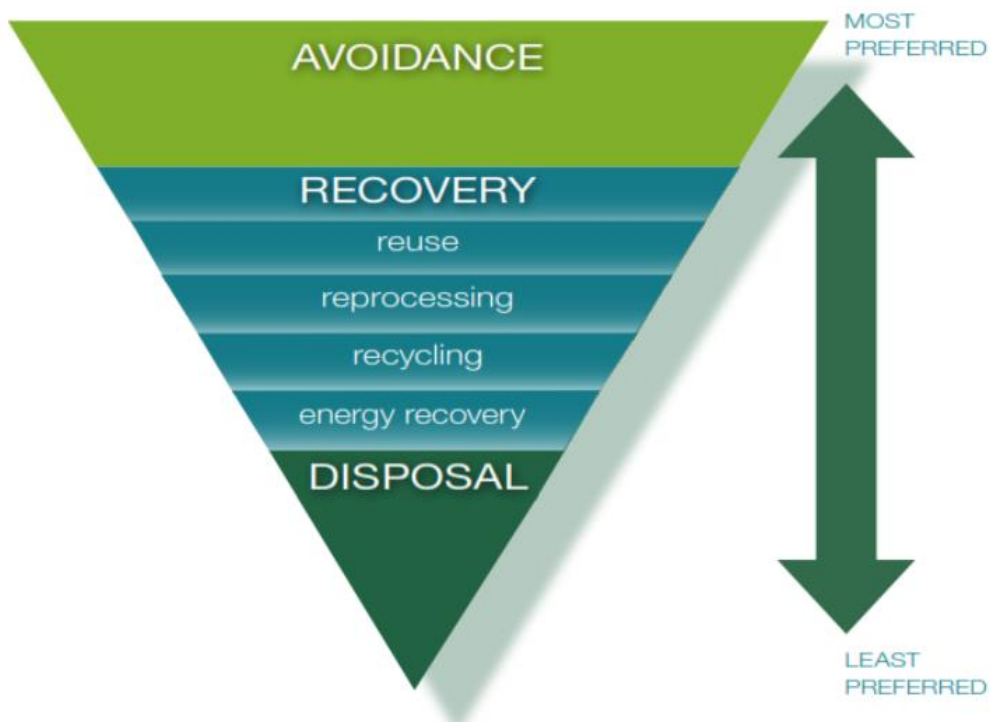 MOST
PREFERRED
AVOIDANCE
RECOVERY
reuse
reprocessing
recycling
energy recovery
DISPOSAL
LEAST
PREFERRED